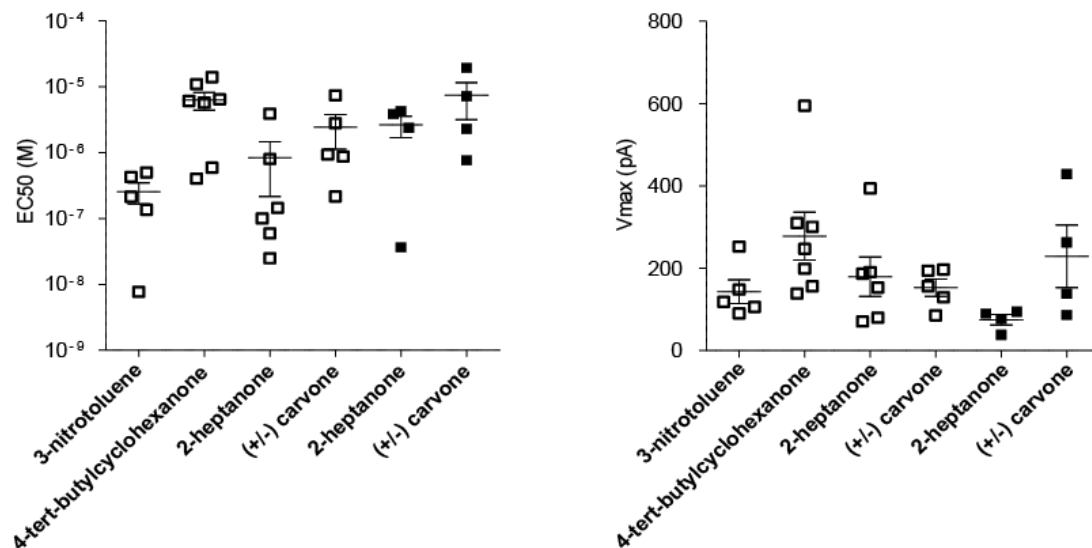 10⁻⁴
10⁻⁵
10⁻⁶
10⁻⁷
10⁻⁸
10⁻⁹
EC50 (M)
3-nitrotoluene
4-tert-butylcyclohexanone
2-heptanone
(+/-) carvone
2-heptanone
(+/-) carvone
800
600
400
200
0
Vmax (pA)
3-nitrotoluene
4-tert-butylcyclohexanone
2-heptanone
(+/-) carvone
2-heptanone
(+/-) carvone